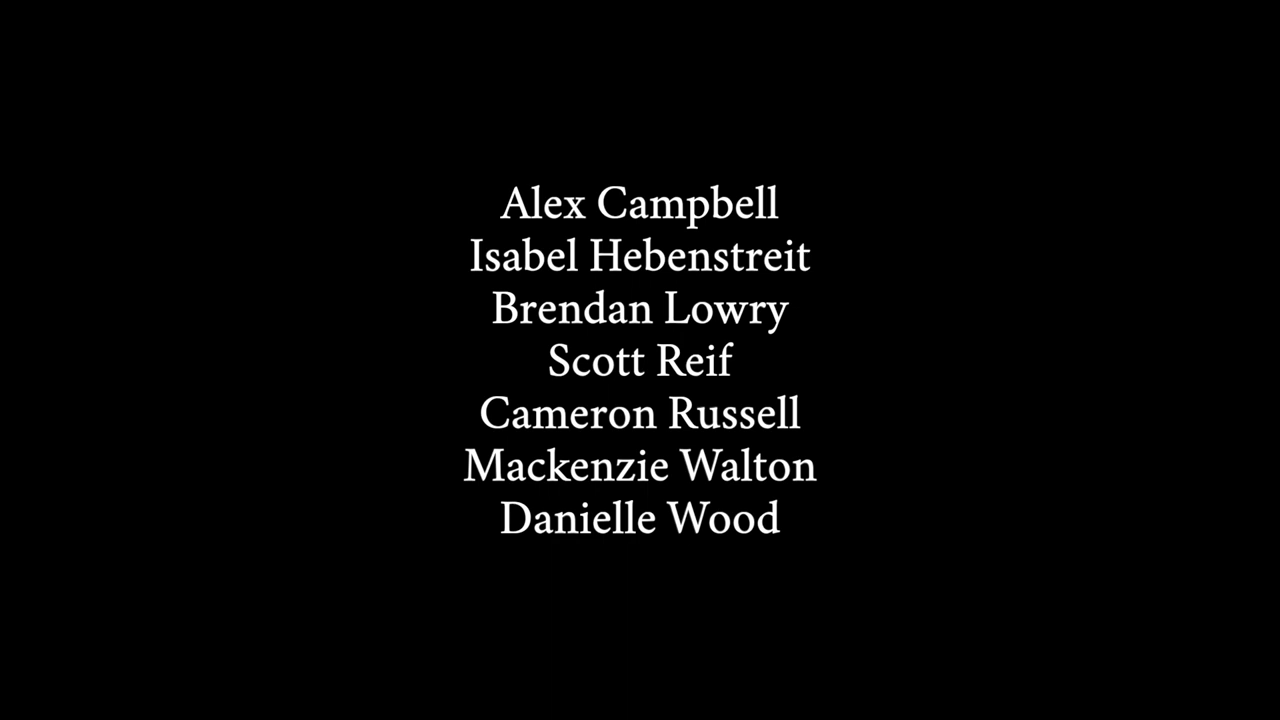 Alex Campbell
Isabel Hebenstreit
Brendan Lowry
Scott Reif
Cameron Russell
Mackenzie Walton
Danielle Wood